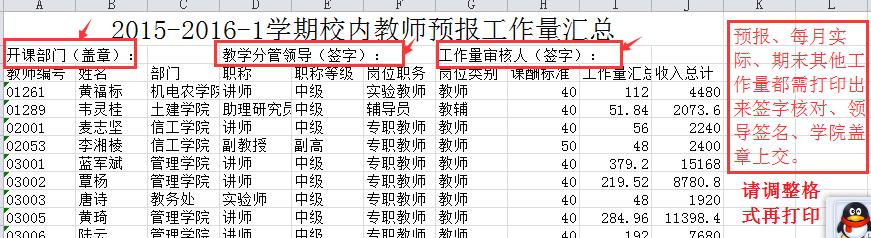 A B C D E F G H I J K L
2015-2016-1学期校内教师预报工作量汇总
开课部门（盖章）： 教学分管领导（签字）： 工作量审核人（签字）：
教师编号 姓名 部门 职称 职称等级 岗位职务 岗位类别 课酬标准 工作量汇总 收入总计
01261 黄福标 机电农学院 讲师 中级 实验教师 教师 40 112 4480
01289 韦灵桂 土建学院 助理研究员 中级 辅导员 教辅 40 51.84 2073.6
02001 麦志坚 信工学院 讲师 中级 专职教师 教师 40 56 2240
02053 李湘棱 信工学院 副教授 副高 专职教师 教师 50 48 2400
03001 蓝军斌 管理学院 讲师 中级 专职教师 教师 40 379.2 15168
03002 覃杨 管理学院 讲师 中级 专职教师 教师 40 219.52 8780.8
03003 唐诗 教务处 实验师 中级 专职教师 教师 40 48 1920
03005 黄琦 管理学院 讲师 中级 专职教师 教师 40 284.96 11398.4
03006 陆云 管理学院 讲师 中级 专职教师 教师 40 192 7680
预报、每月实
际、期末其他工
作量都需打印出
来签字核对、领
导签名、学院盖
章上交。
请调整格
式再打印